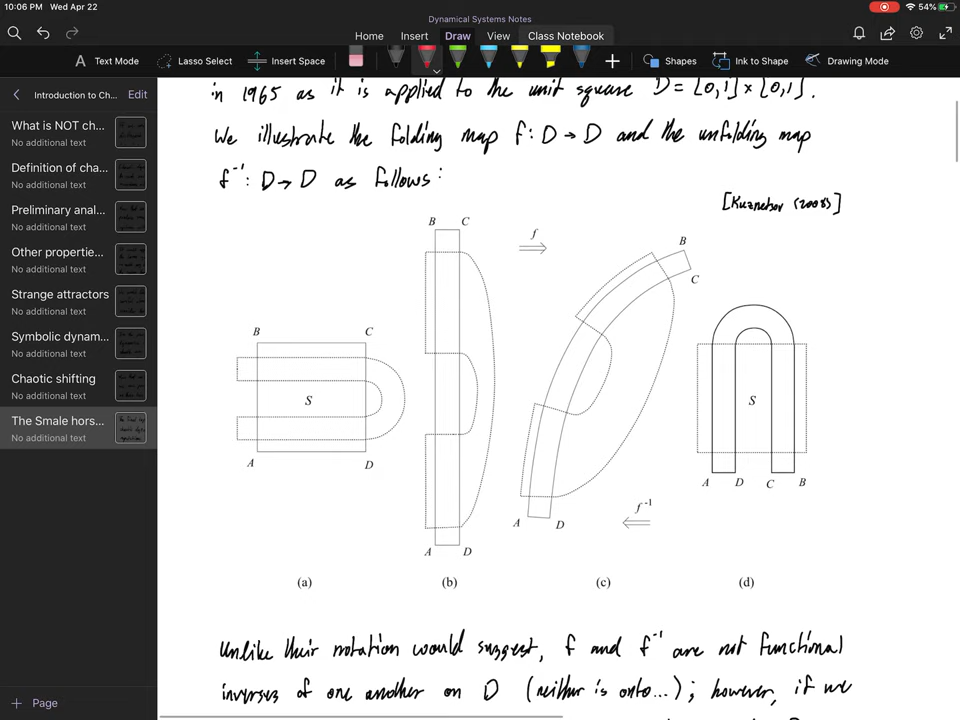 10:06 PM Wed Apr 22
54%
Dynamical Systems Notes
Home Insert Draw View Class Notebook
Text Mode Lasso Select Insert Space Shapes Ink to Shape Drawing Mode
Introduction to Ch... Edit
What is NOT ch...
No additional text
Definition of cha...
No additional text
Preliminary anal...
No additional text
Other propertie...
No additional text
Strange attractors
No additional text
Symbolic dynam...
No additional text
Chaotic shifting
No additional text
The Smale hors...
No additional text
Page
in 1965 as it is applied to the unit square D = [0,1] × [0,1].
We illustrate the folding map f: D → D and the unfolding map
f⁻¹: D → D as follows:
[Kuznetsov (2008)]
B C
A D
S
(a)
B C
A D
(b)
f
B
C
A D
f⁻¹
(c)
S
A D C B
(d)
Unlike their notation would suggest, f and f⁻¹ are not functional
inverses of one another on D (neither is onto...); however, if we